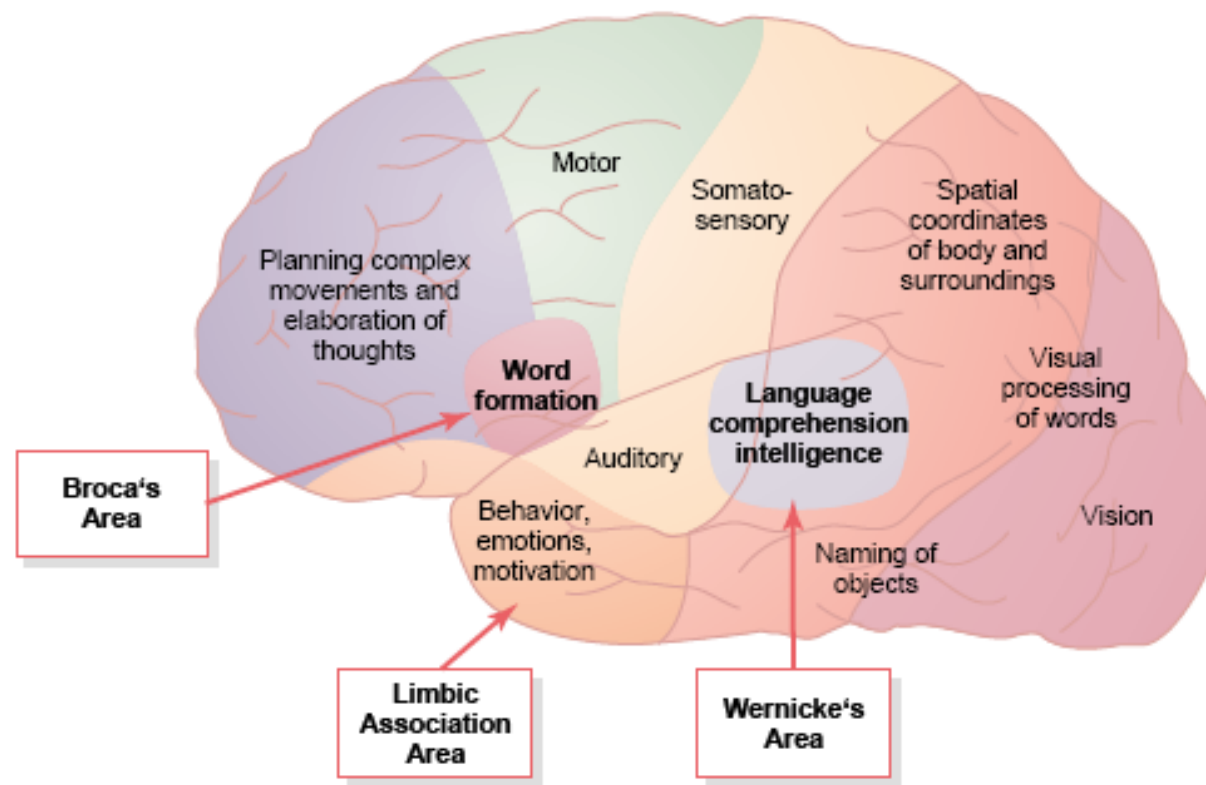 Motor
Somato-
sensory
Spatial
coordinates
of body and
surroundings
Planning complex
movements and
elaboration of
thoughts
Word
formation
Visual
processing
of words
Language
comprehension
intelligence
Auditory
Broca‘s
Area
Behavior,
emotions,
motivation
Vision
Naming of
objects
Limbic
Association
Area
Wernicke‘s
Area